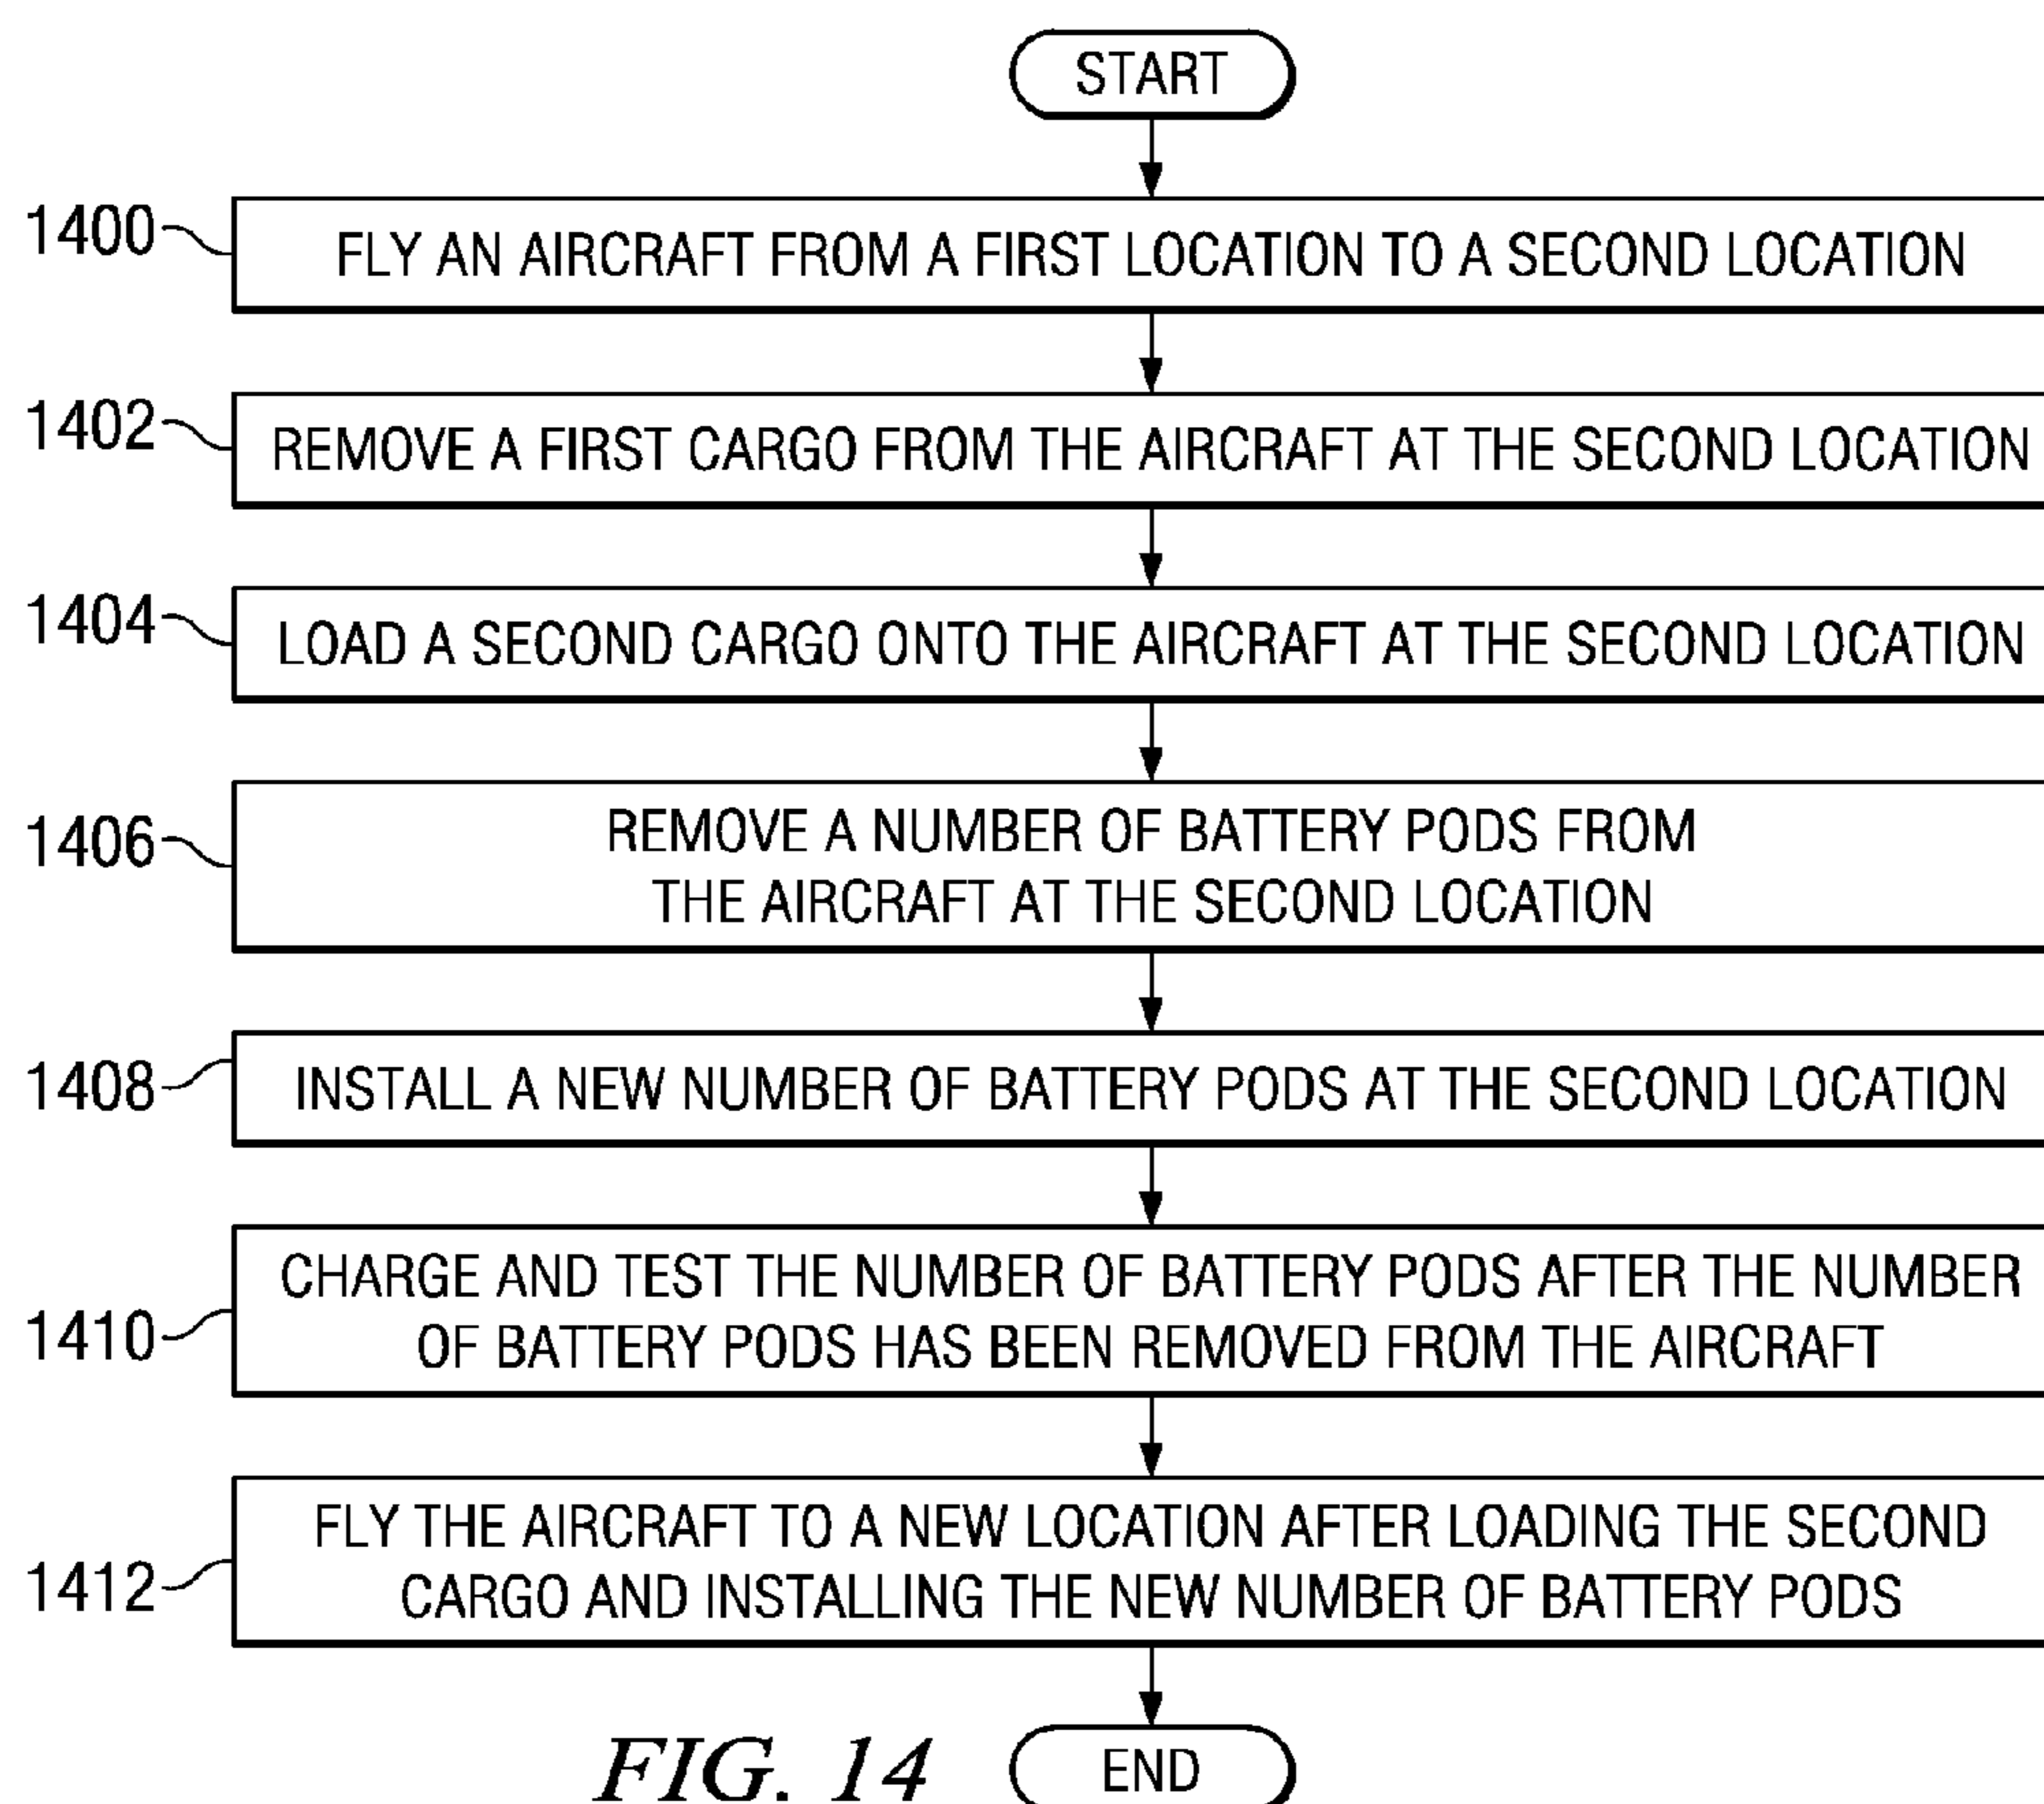 START
1400
FLY AN AIRCRAFT FROM A FIRST LOCATION TO A SECOND LOCATION
1402
REMOVE A FIRST CARGO FROM THE AIRCRAFT AT THE SECOND LOCATION
1404
LOAD A SECOND CARGO ONTO THE AIRCRAFT AT THE SECOND LOCATION
1406
REMOVE A NUMBER OF BATTERY PODS FROM
THE AIRCRAFT AT THE SECOND LOCATION
1408
INSTALL A NEW NUMBER OF BATTERY PODS AT THE SECOND LOCATION
1410
CHARGE AND TEST THE NUMBER OF BATTERY PODS AFTER THE NUMBER
OF BATTERY PODS HAS BEEN REMOVED FROM THE AIRCRAFT
1412
FLY THE AIRCRAFT TO A NEW LOCATION AFTER LOADING THE SECOND
CARGO AND INSTALLING THE NEW NUMBER OF BATTERY PODS
FIG. 14
END